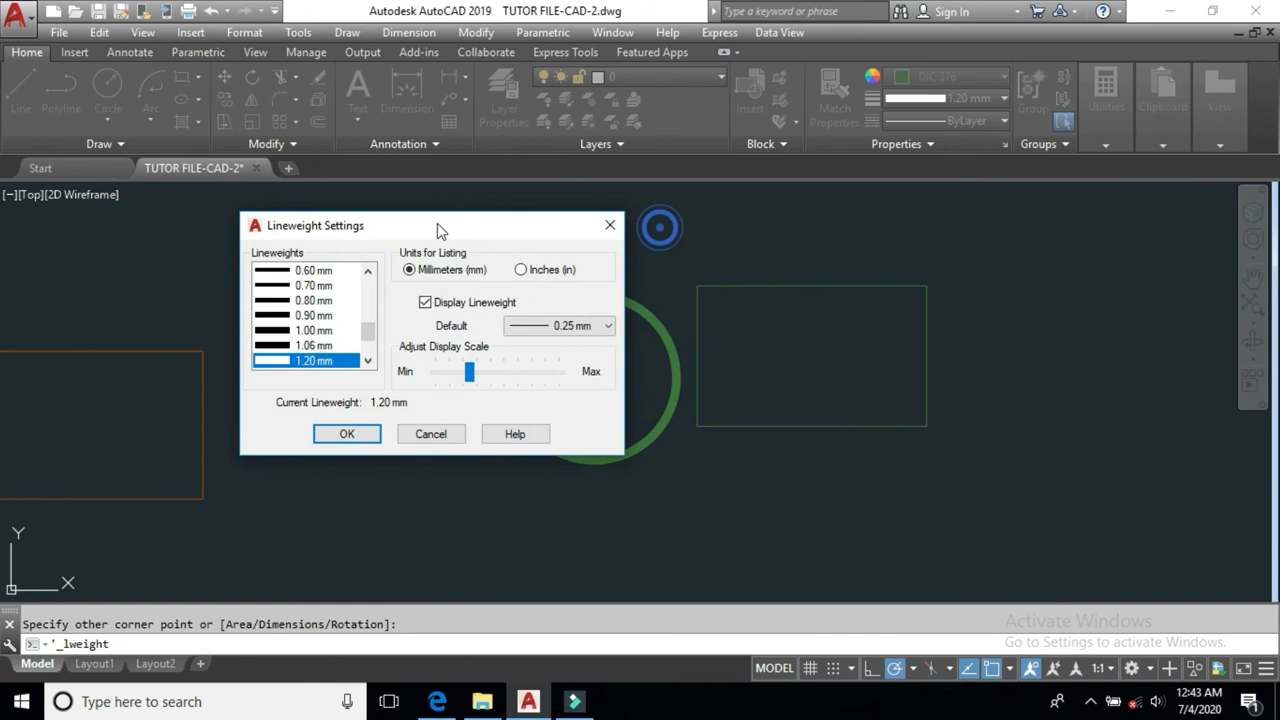 Autodesk AutoCAD 2019 TUTOR FILE-CAD-2.dwg
Type a keyword or phrase
Sign In
File Edit View Insert Format Tools Draw Dimension Modify Parametric Window Help Express Data View
Home Insert Annotate Parametric View Manage Output Add-ins Collaborate Express Tools Featured Apps
0
DIC 376
1.20 mm
ByLayer
Line Polyline Circle Arc Text Dimension Layer Properties Insert Match Properties Group Utilities Clipboard View
Draw Modify Annotation Layers Block Properties Groups
Start TUTOR FILE-CAD-2*
[−][Top][2D Wireframe]
Lineweight Settings
Lineweights
0.60 mm
0.70 mm
0.80 mm
0.90 mm
1.00 mm
1.06 mm
1.20 mm
Units for Listing
Millimeters (mm) Inches (in)
Display Lineweight
Default 0.25 mm
Adjust Display Scale
Min Max
Current Lineweight: 1.20 mm
OK Cancel Help
Y
X
Specify other corner point or [Area/Dimensions/Rotation]:
'_lweight
Activate Windows
Go to Settings to activate Windows.
Model Layout1 Layout2
MODEL 1:1
Type here to search
12:43 AM
7/4/2020
1